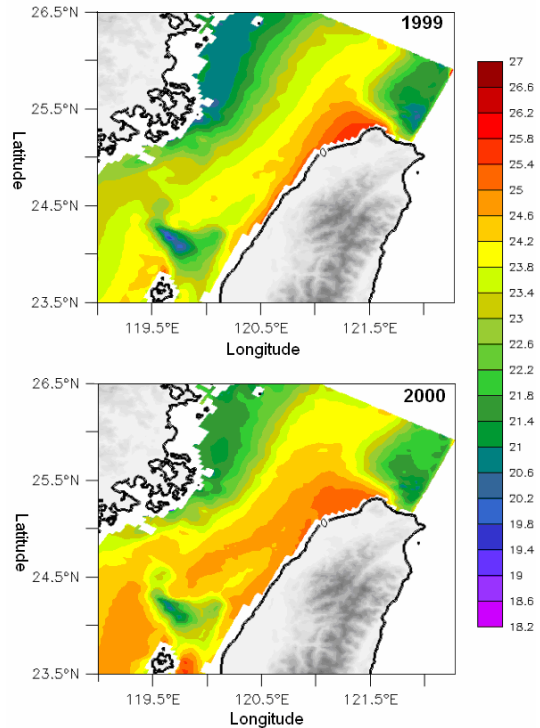 1999
26.5°N
25.5°N
24.5°N
23.5°N
Latitude
119.5°E 120.5°E 121.5°E
Longitude
2000
26.5°N
25.5°N
24.5°N
23.5°N
Latitude
119.5°E 120.5°E 121.5°E
Longitude
27
26.6
26.2
25.8
25.4
25
24.6
24.2
23.8
23.4
23
22.6
22.2
21.8
21.4
21
20.6
20.2
19.8
19.4
19
18.6
18.2